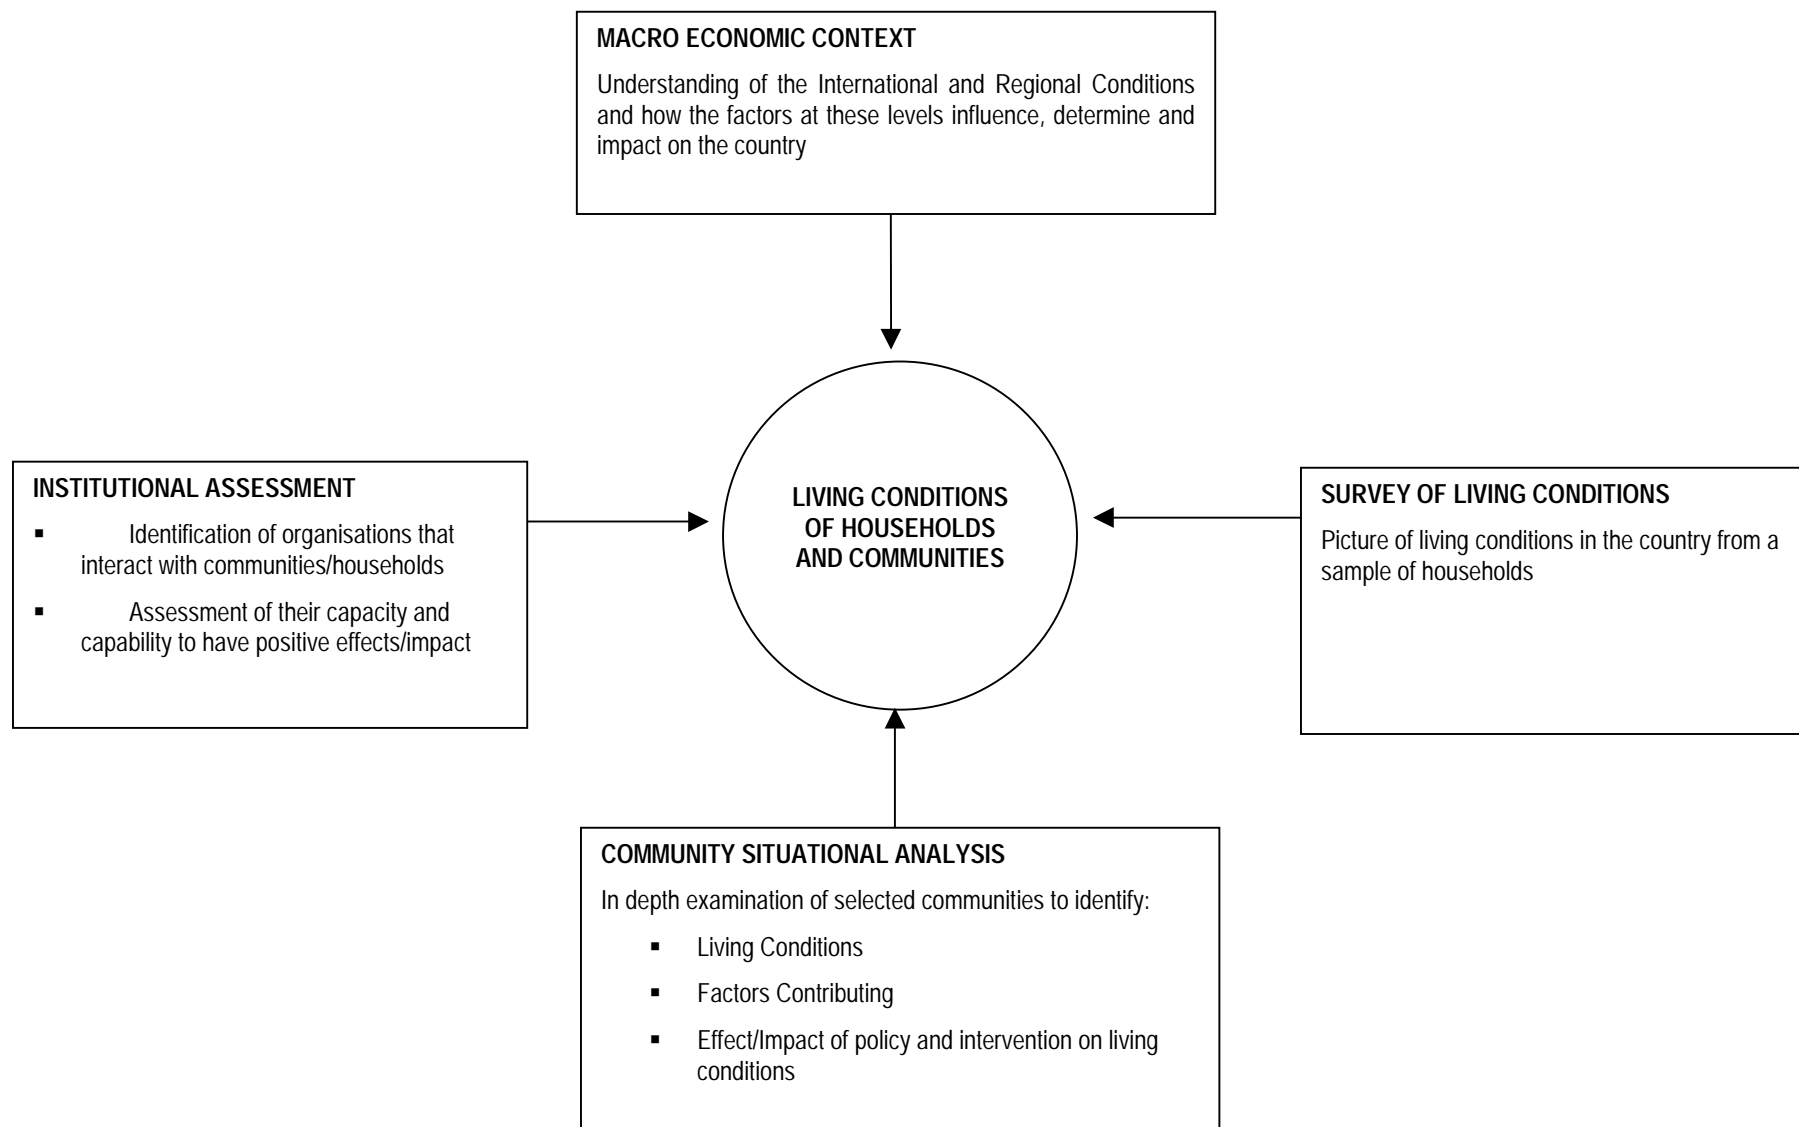 MACRO ECONOMIC CONTEXT
Understanding of the International and Regional Conditions
and how the factors at these levels influence, determine and
impact on the country
INSTITUTIONAL ASSESSMENT
▪ Identification of organisations that
interact with communities/households
▪ Assessment of their capacity and
capability to have positive effects/impact
LIVING CONDITIONS
OF HOUSEHOLDS
AND COMMUNITIES
SURVEY OF LIVING CONDITIONS
Picture of living conditions in the country from a
sample of households
COMMUNITY SITUATIONAL ANALYSIS
In depth examination of selected communities to identify:
▪ Living Conditions
▪ Factors Contributing
▪ Effect/Impact of policy and intervention on living
conditions